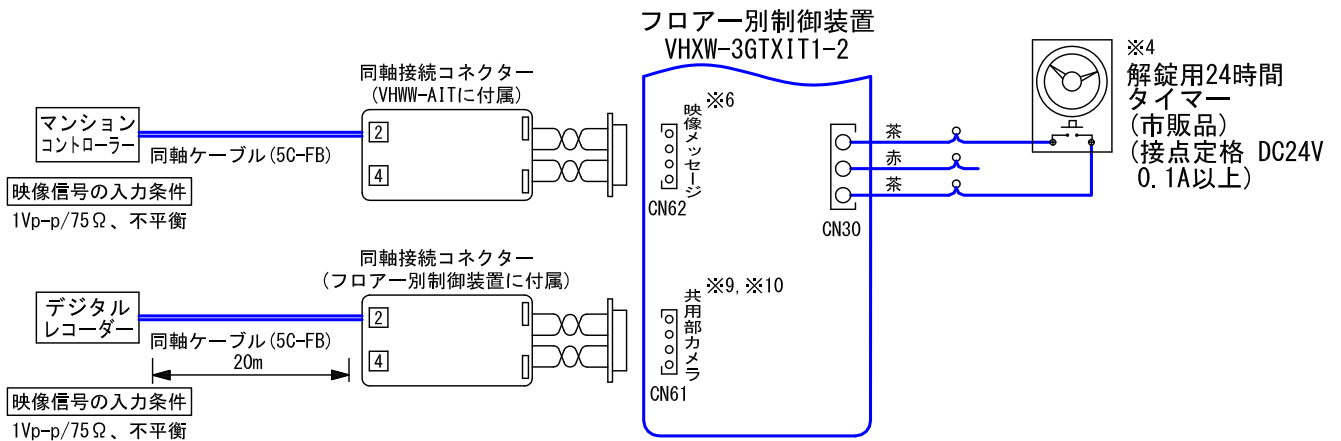 フロアー別制御装置
VHXW-3GTXIT1-2
※4
解錠用24時間
タイマー
(市販品)
(接点定格 DC24V
0.1A以上)
同軸接続コネクター
(VHWW-AITに付属)
マンション
コントローラー
同軸ケーブル(5C-FB)
2
4
映像信号の入力条件
1Vp-p/75Ω、不平衡
※6
映像メッセージ
CN62
茶
赤
茶
CN30
同軸接続コネクター
(フロアー別制御装置に付属)
デジタル
レコーダー
同軸ケーブル(5C-FB)
20m
2
4
映像信号の入力条件
1Vp-p/75Ω、不平衡
※9, ※10
共用部カメラ
CN61